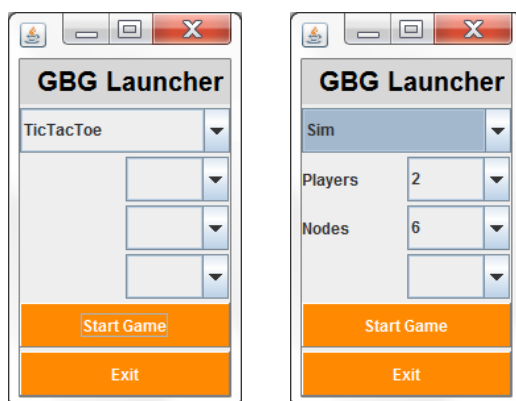 GBG Launcher
TicTacToe
Start Game
Exit
GBG Launcher
Sim
Players 2
Nodes 6
Start Game
Exit